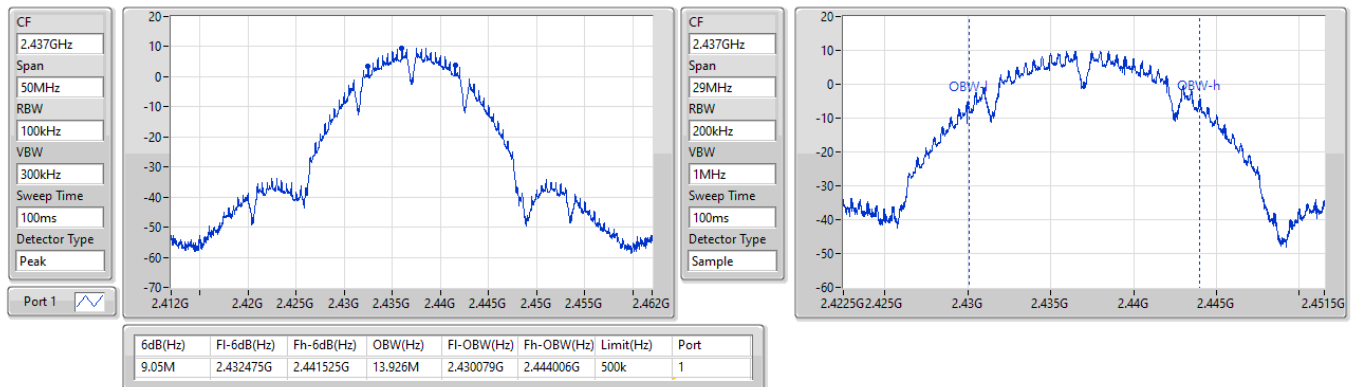 CF
2.437GHz
Span
50MHz
RBW
100kHz
VBW
300kHz
Sweep Time
100ms
Detector Type
Peak
Port 1
20
10
0
-10
-20
-30
-40
-50
-60
-70
2.412G 2.42G 2.425G 2.43G 2.435G 2.44G 2.445G 2.45G 2.455G 2.462G
CF
2.437GHz
Span
29MHz
RBW
200kHz
VBW
1MHz
Sweep Time
100ms
Detector Type
Sample
20
10
0
-10
-20
-30
-40
-50
-60
OBW-l OBW-h
2.4225G 2.425G 2.43G 2.435G 2.44G 2.445G 2.4515G
6dB(Hz) Fl-6dB(Hz) Fh-6dB(Hz) OBW(Hz) Fl-OBW(Hz) Fh-OBW(Hz) Limit(Hz) Port
9.05M 2.432475G 2.441525G 13.926M 2.430079G 2.444006G 500k 1